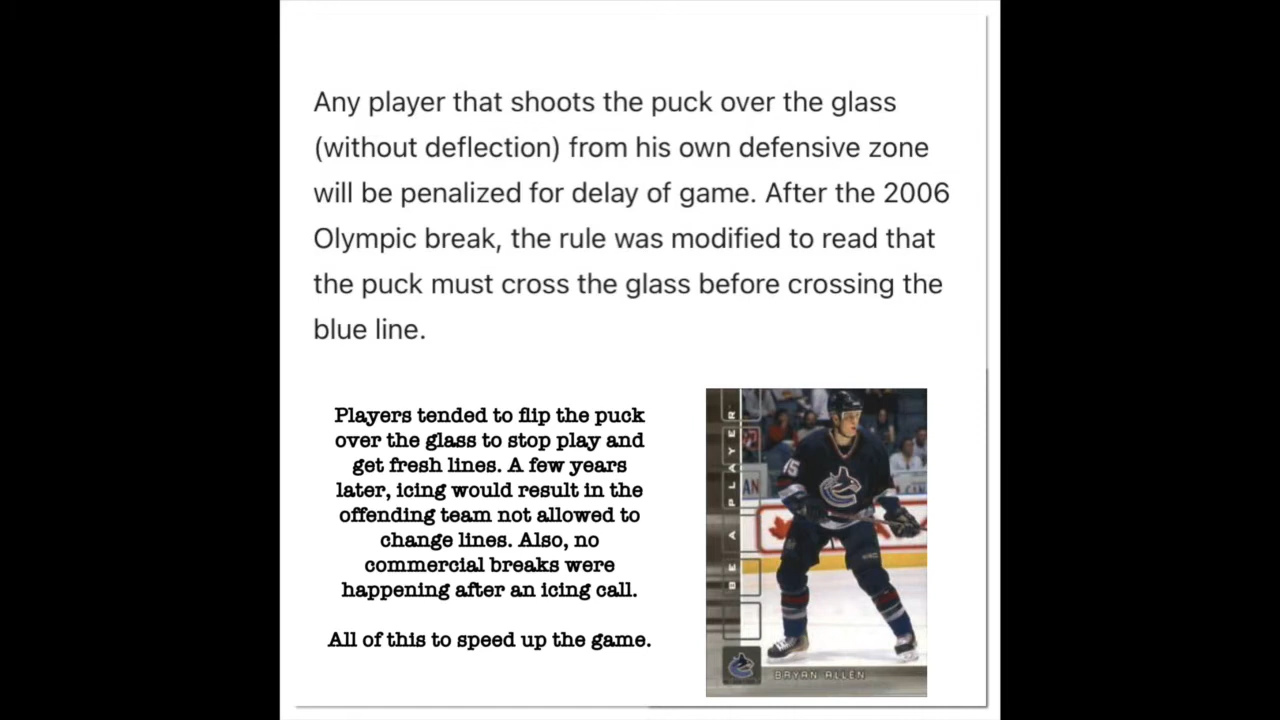 Any player that shoots the puck over the glass
(without deflection) from his own defensive zone
will be penalized for delay of game. After the 2006
Olympic break, the rule was modified to read that
the puck must cross the glass before crossing the
blue line.
Players tended to flip the puck
over the glass to stop play and
get fresh lines. A few years
later, icing would result in the
offending team not allowed to
change lines. Also, no
commercial breaks were
happening after an icing call.
All of this to speed up the game.
BE A PLAYER
BRYAN ALLEN